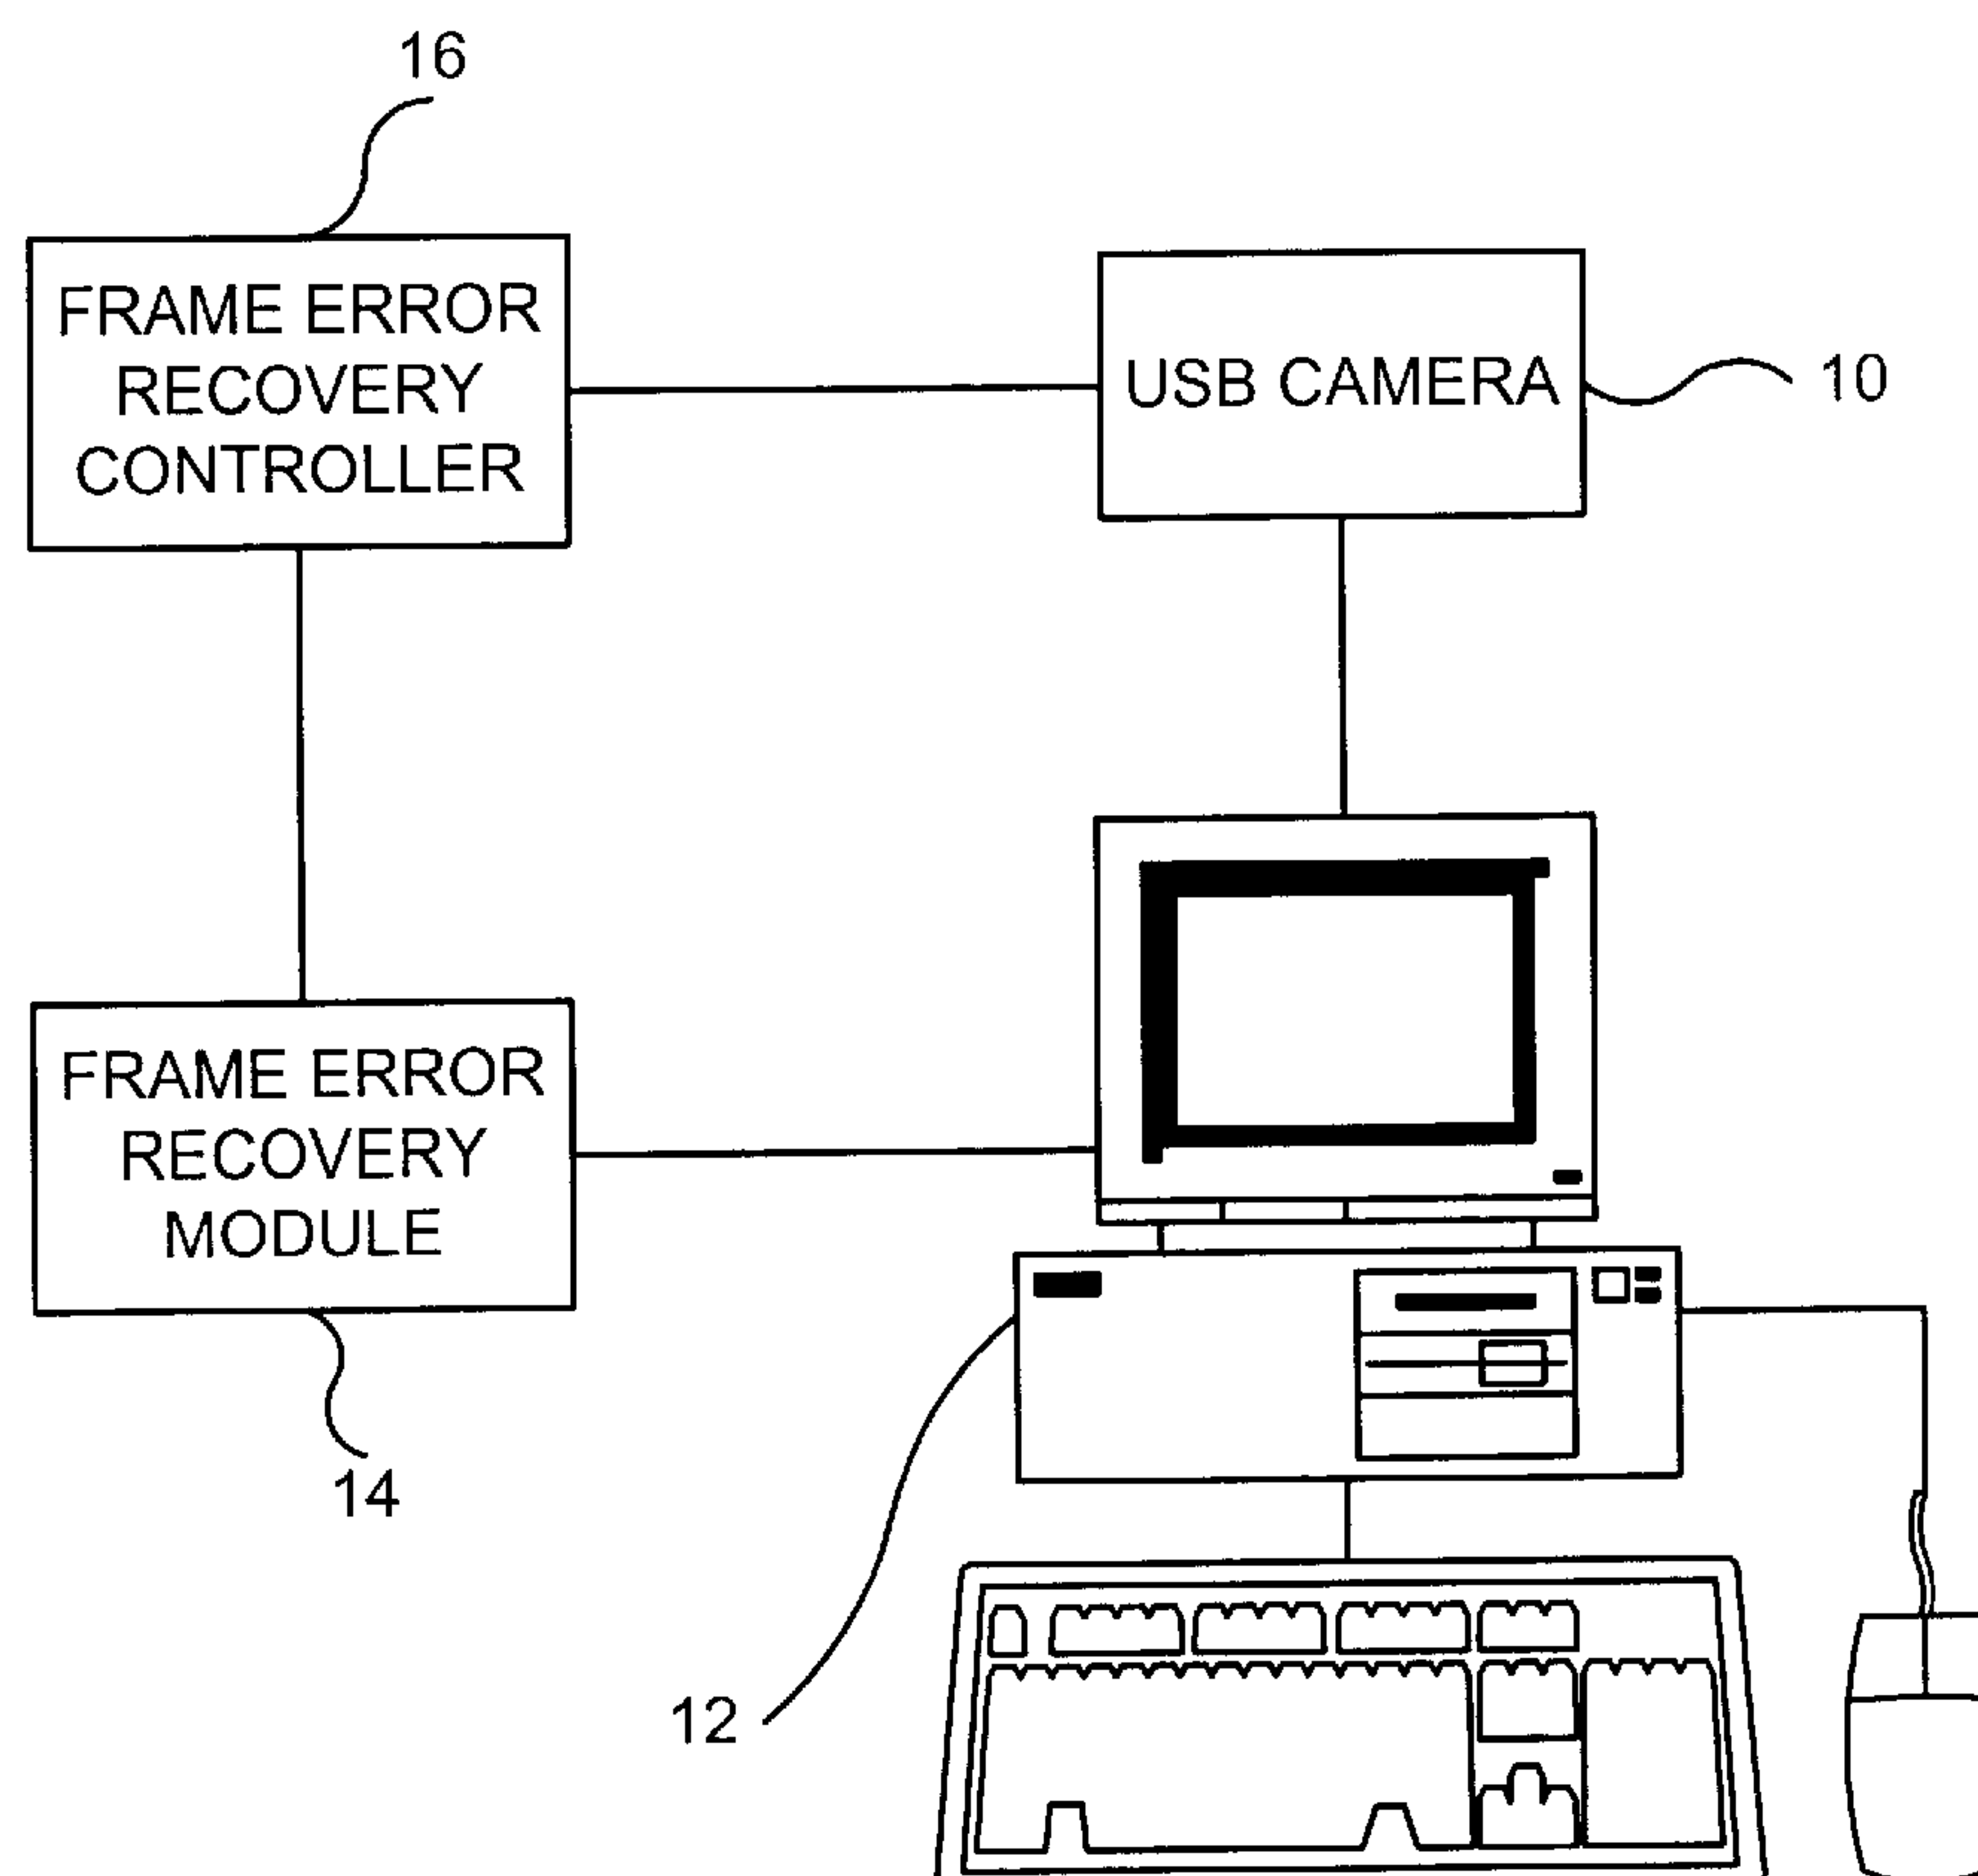 16
FRAME ERROR
RECOVERY
CONTROLLER
USB CAMERA
10
FRAME ERROR
RECOVERY
MODULE
14
12